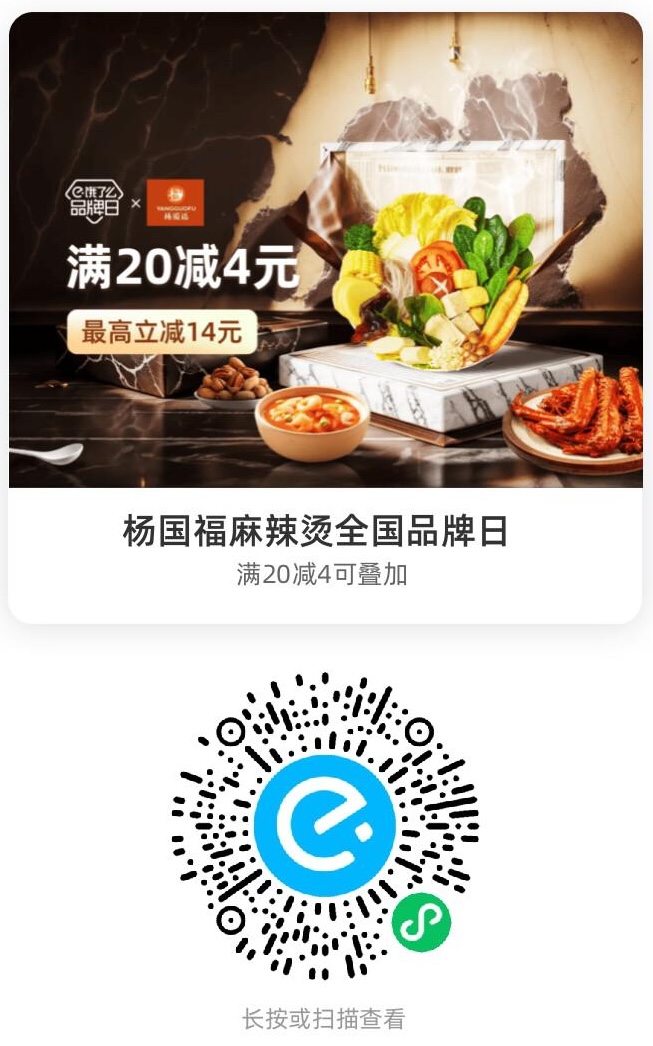 饿了么
品牌日
×
YANGGUOFU
杨国福
满20减4元
最高立减14元
杨国福麻辣烫全国品牌日
满20减4可叠加
长按或扫描查看